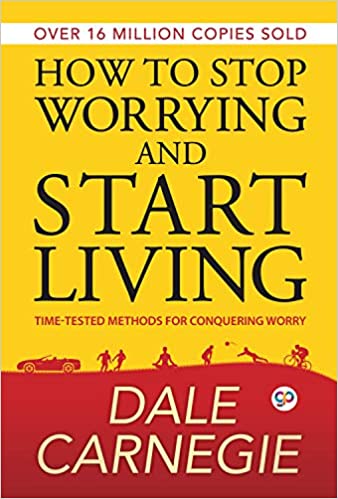 OVER 16 MILLION COPIES SOLD
HOW TO STOP
WORRYING
AND
START
LIVING
TIME-TESTED METHODS FOR CONQUERING WORRY
gp
DALE
CARNEGIE